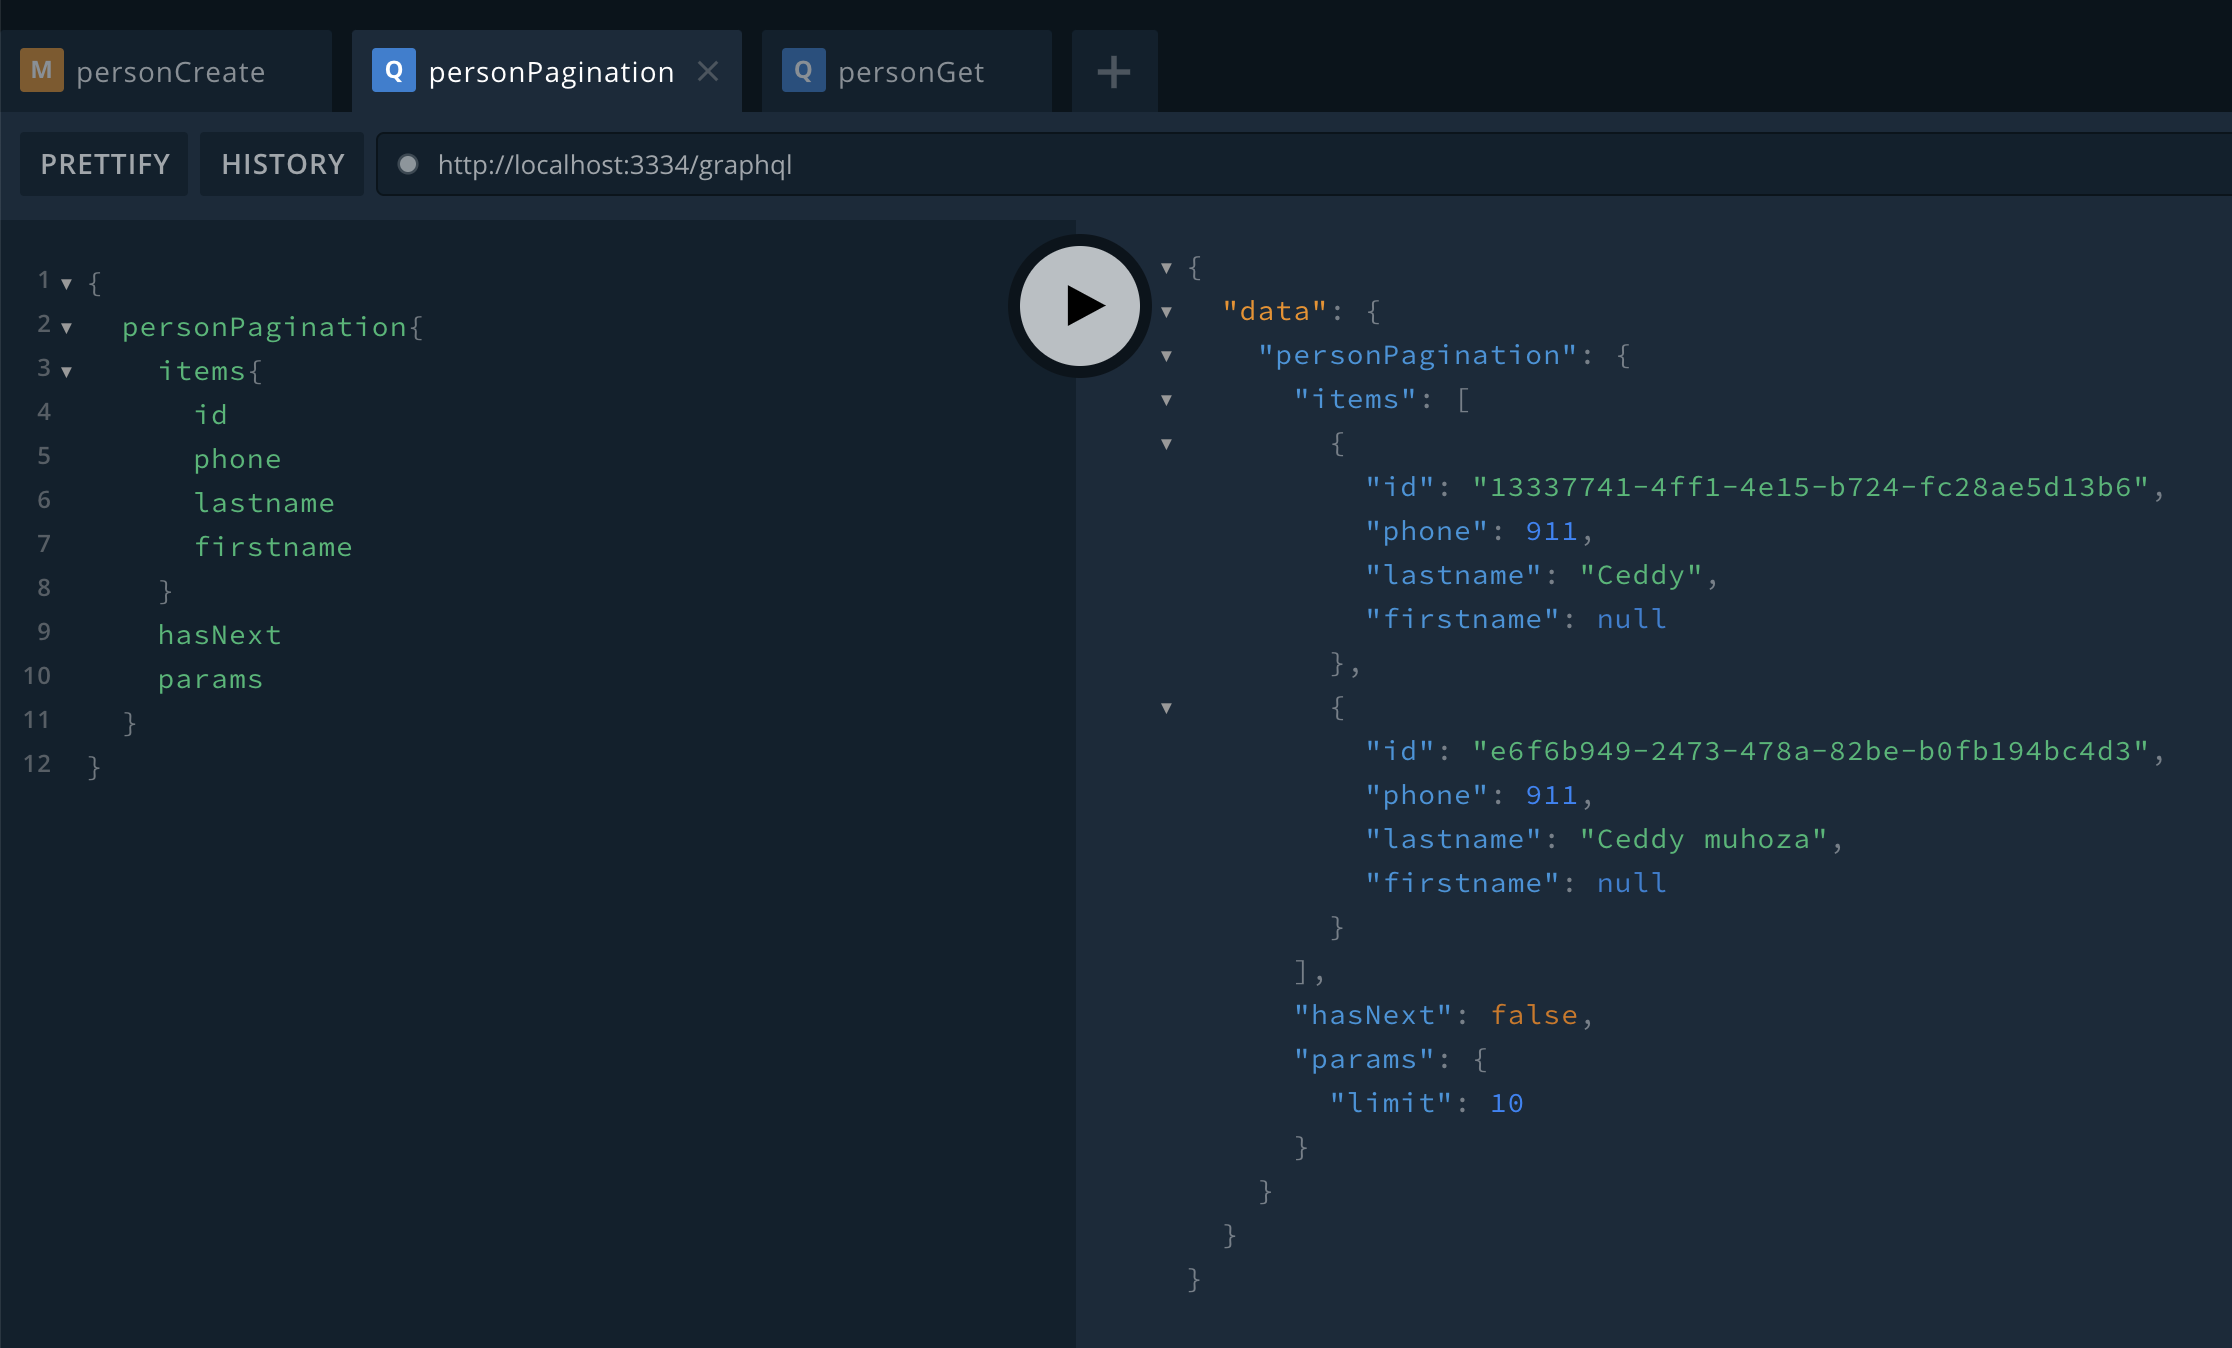 M personCreate
Q personPagination
Q personGet
PRETTIFY
HISTORY
http://localhost:3334/graphql
1 {
2 personPagination{
3 items{
4 id
5 phone
6 lastname
7 firstname
8 }
9 hasNext
10 params
11 }
12 }
{
"data": {
"personPagination": {
"items": [
{
"id": "13337741-4ff1-4e15-b724-fc28ae5d13b6",
"phone": 911,
"lastname": "Ceddy",
"firstname": null
},
{
"id": "e6f6b949-2473-478a-82be-b0fb194bc4d3",
"phone": 911,
"lastname": "Ceddy muhoza",
"firstname": null
}
],
"hasNext": false,
"params": {
"limit": 10
}
}
}
}